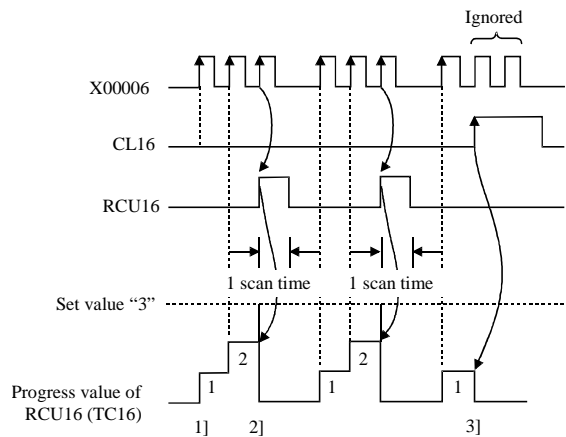 Ignored
X00006
CL16
RCU16
1 scan time
1 scan time
Set value “3”
2
2
1
1
1
Progress value of
RCU16 (TC16)
1]
2]
3]